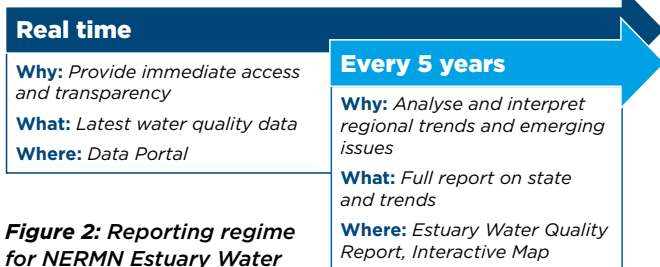 Real time
Why: Provide immediate access
and transparency
What: Latest water quality data
Where: Data Portal
Every 5 years
Why: Analyse and interpret
regional trends and emerging
issues
What: Full report on state
and trends
Where: Estuary Water Quality
Report, Interactive Map
Figure 2: Reporting regime
for NERMN Estuary Water